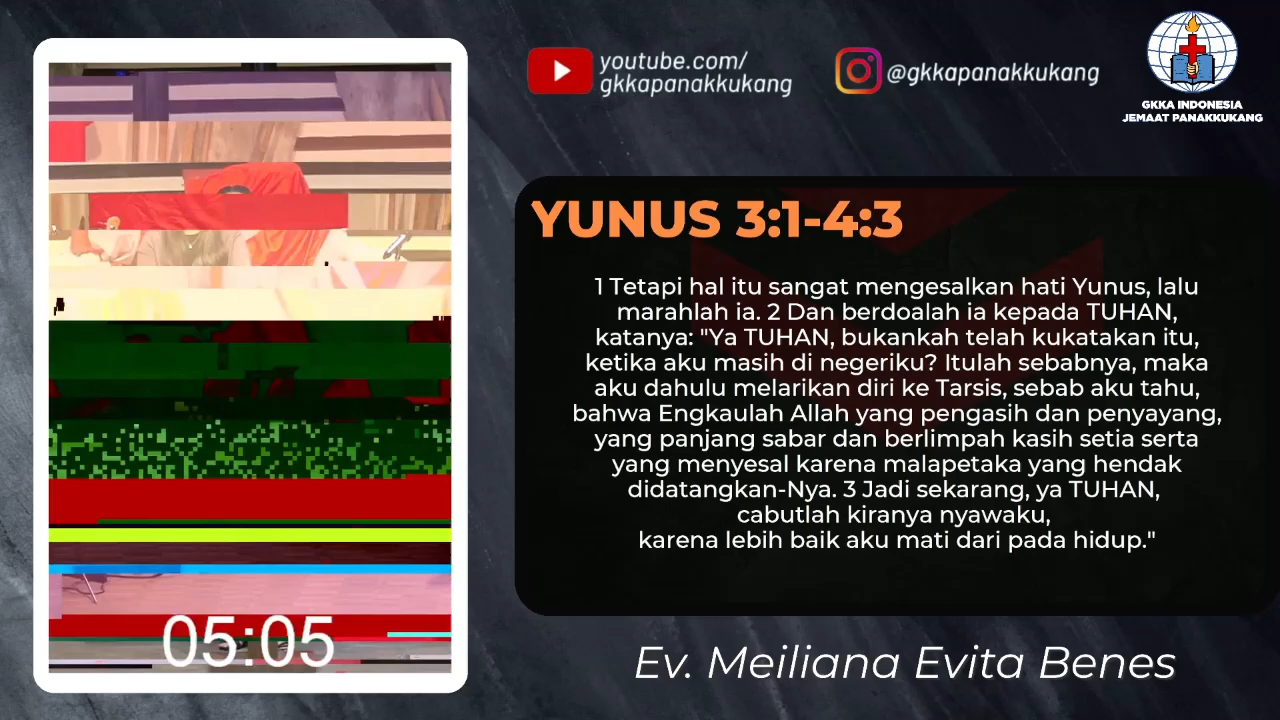 youtube.com/
gkkapanakkukang
@gkkapanakkukang
GKKA INDONESIA
JEMAAT PANAKKUKANG
YUNUS 3:1-4:3
1 Tetapi hal itu sangat mengesalkan hati Yunus, lalu
marahlah ia. 2 Dan berdoalah ia kepada TUHAN,
katanya: "Ya TUHAN, bukankah telah kukatakan itu,
ketika aku masih di negeriku? Itulah sebabnya, maka
aku dahulu melarikan diri ke Tarsis, sebab aku tahu,
bahwa Engkaulah Allah yang pengasih dan penyayang,
yang panjang sabar dan berlimpah kasih setia serta
yang menyesal karena malapetaka yang hendak
didatangkan-Nya. 3 Jadi sekarang, ya TUHAN,
cabutlah kiranya nyawaku,
karena lebih baik aku mati dari pada hidup."
05:05
Ev. Meiliana Evita Benes